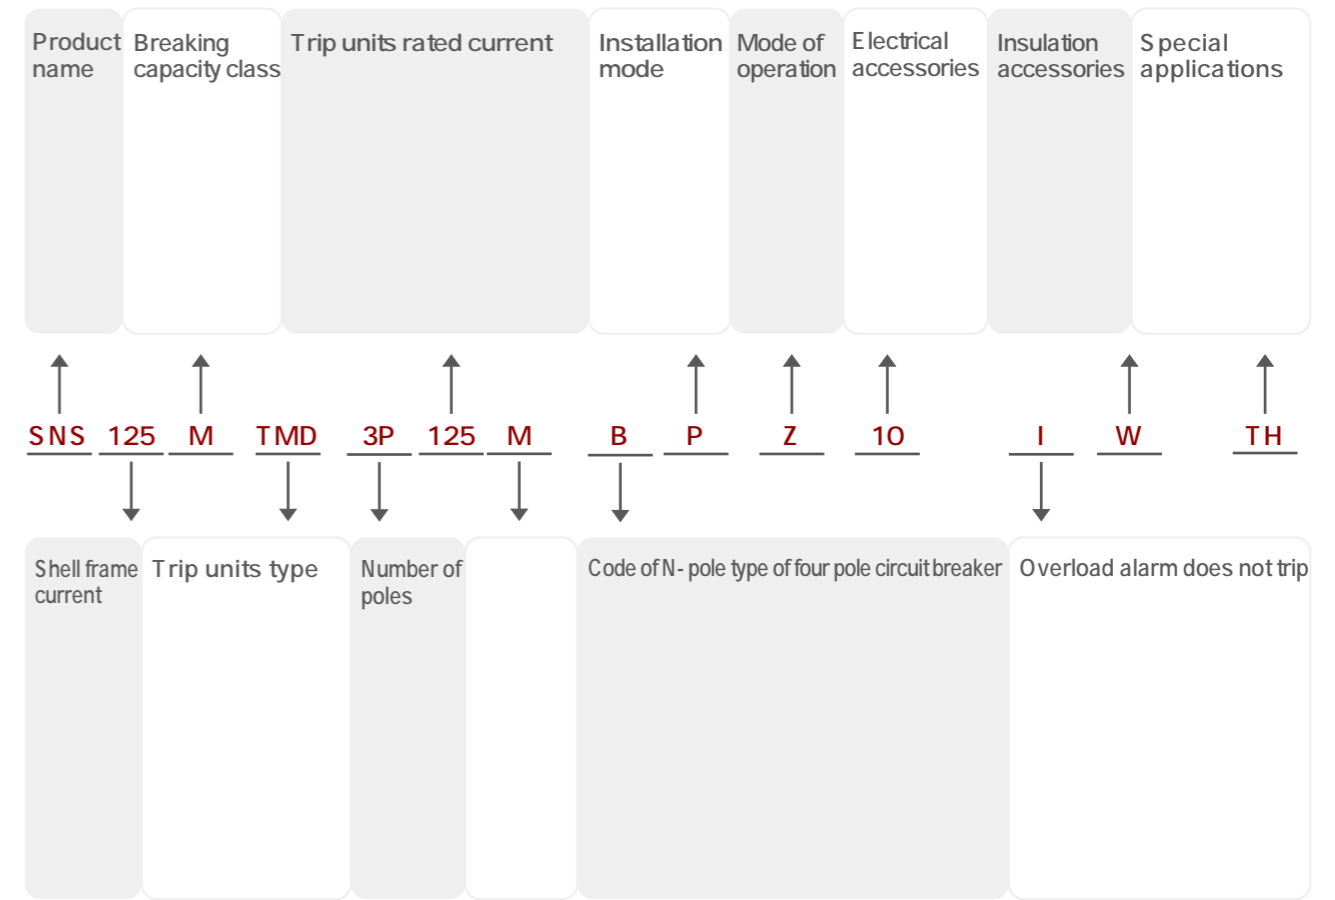 Product name
Breaking capacity class
Trip units rated current
Installation mode
Mode of operation
Electrical accessories
Insulation accessories
Special applications
SNS 125 M TMD 3P 125 M B P Z 10 I W TH
Shell frame current
Trip units type
Number of poles
Code of N- pole type of four pole circuit breaker
Overload alarm does not trip